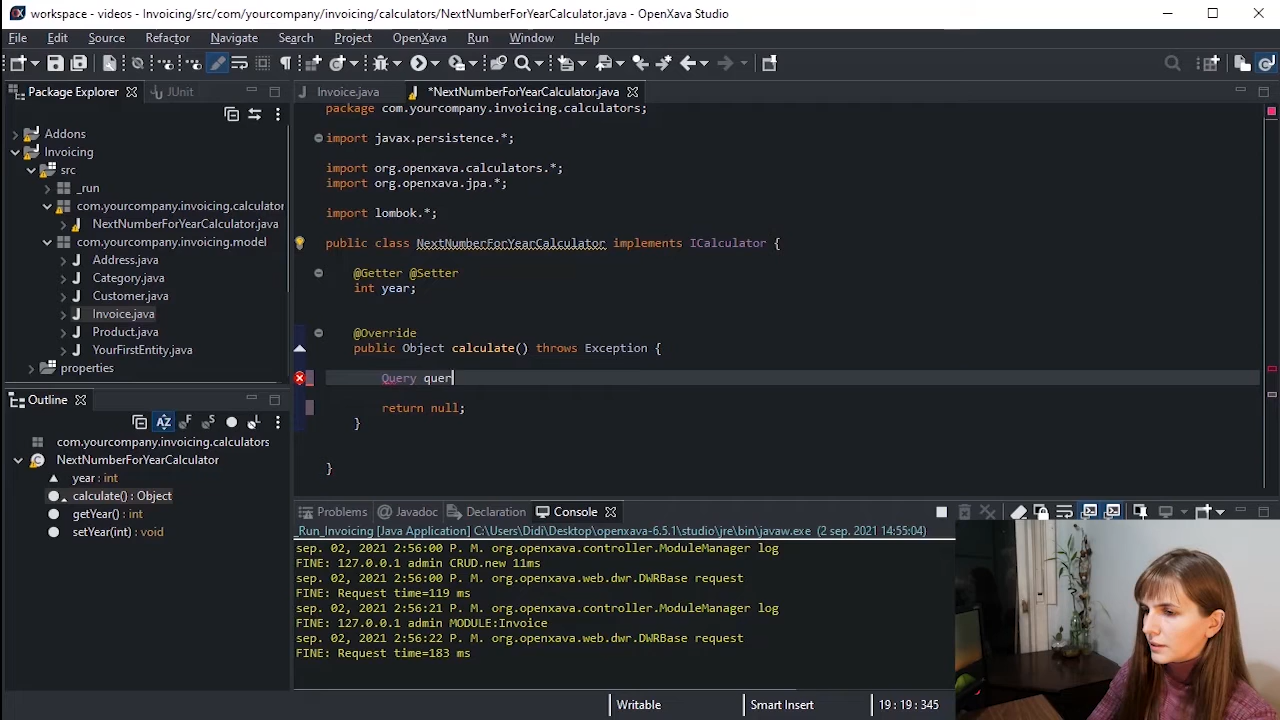 workspace - videos - Invoicing/src/com/yourcompany/invoicing/calculators/NextNumberForYearCalculator.java - OpenXava Studio
File Edit Source Refactor Navigate Search Project OpenXava Run Window Help
Package Explorer JUnit
Addons
Invoicing
src
_run
com.yourcompany.invoicing.calculator
NextNumberForYearCalculator.java
com.yourcompany.invoicing.model
Address.java
Category.java
Customer.java
Invoice.java
Product.java
YourFirstEntity.java
properties
Outline
com.yourcompany.invoicing.calculators
NextNumberForYearCalculator
year : int
calculate() : Object
getYear() : int
setYear(int) : void
Invoice.java *NextNumberForYearCalculator.java
package com.yourcompany.invoicing.calculators;
import javax.persistence.*;
import org.openxava.calculators.*;
import org.openxava.jpa.*;
import lombok.*;
public class NextNumberForYearCalculator implements ICalculator {
@Getter @Setter
int year;
@Override
public Object calculate() throws Exception {
Query quer
return null;
}
}
Problems Javadoc Declaration Console
_Run_Invoicing [Java Application] C:\Users\Didi\Desktop\openxava-6.5.1\studio\jre\bin\javaw.exe (2 sep. 2021 14:55:04)
sep. 02, 2021 2:56:00 P. M. org.openxava.controller.ModuleManager log
FINE: 127.0.0.1 admin CRUD.new 11ms
sep. 02, 2021 2:56:00 P. M. org.openxava.web.dwr.DWRBase request
FINE: Request time=119 ms
sep. 02, 2021 2:56:21 P. M. org.openxava.controller.ModuleManager log
FINE: 127.0.0.1 admin MODULE:Invoice
sep. 02, 2021 2:56:22 P. M. org.openxava.web.dwr.DWRBase request
FINE: Request time=183 ms
Writable Smart Insert 19 : 19 : 345